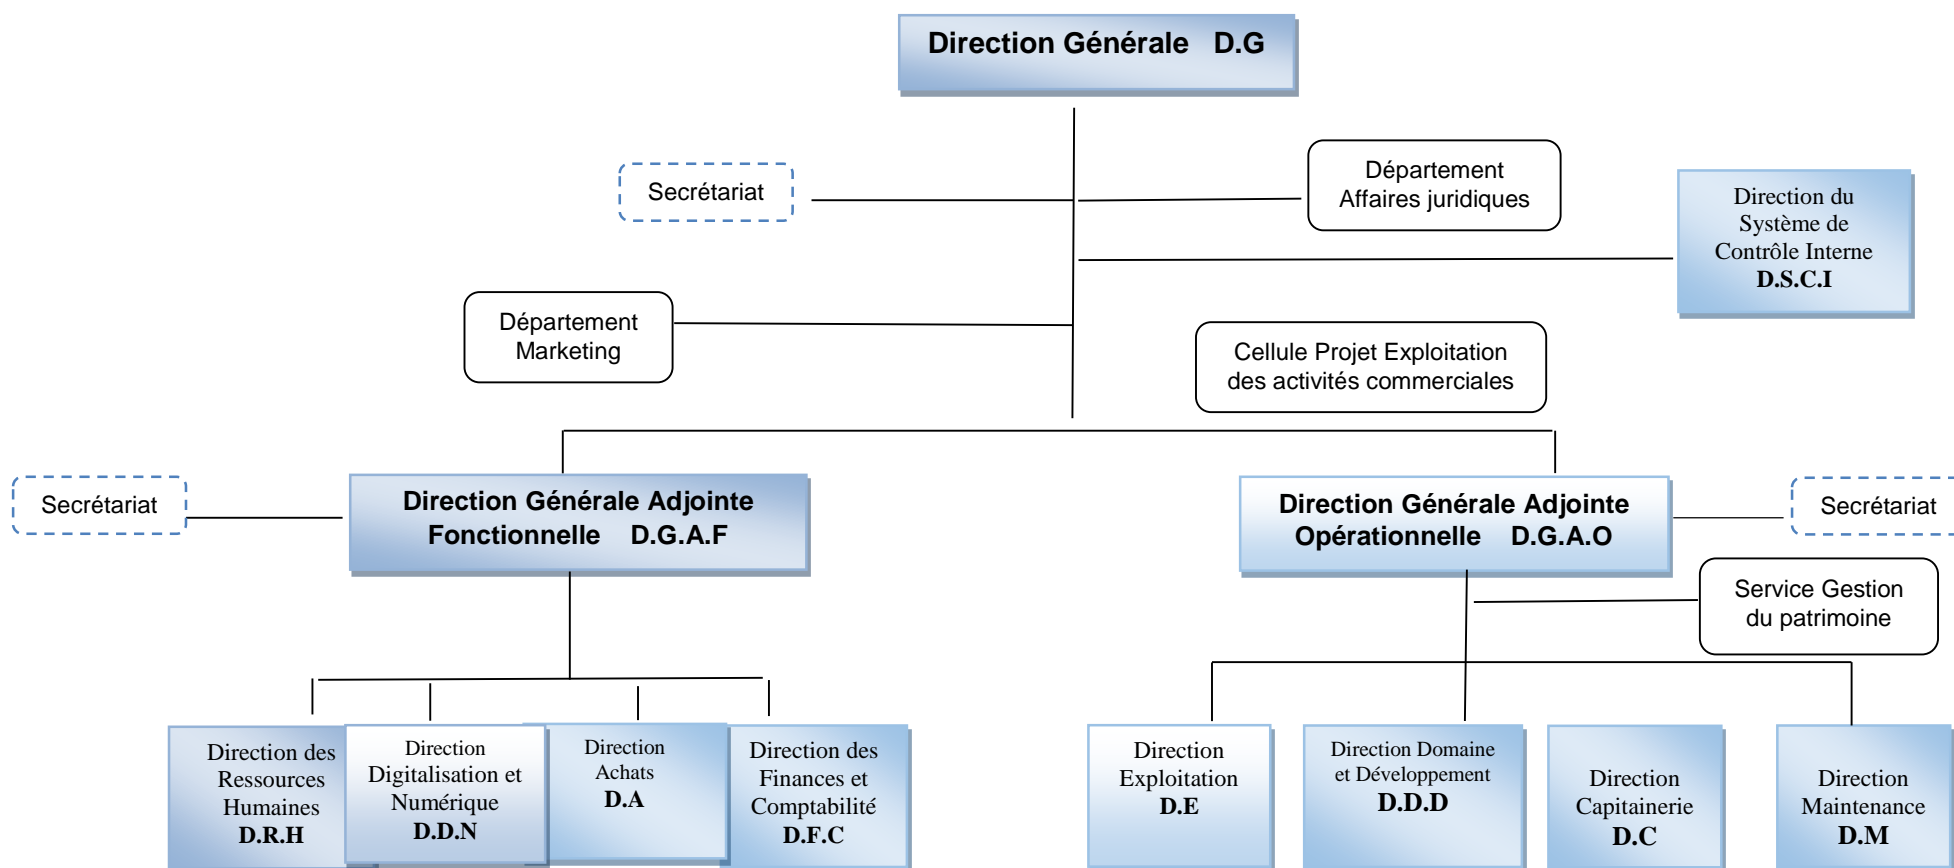 Direction Générale D.G
Secrétariat
Département
Affaires juridiques
Direction du
Système de
Contrôle Interne
D.S.C.I
Département
Marketing
Cellule Projet Exploitation
des activités commerciales
Secrétariat
Direction Générale Adjointe
Fonctionnelle D.G.A.F
Direction Générale Adjointe
Opérationnelle D.G.A.O
Secrétariat
Service Gestion
du patrimoine
Direction des
Ressources
Humaines
D.R.H
Direction
Digitalisation et
Numérique
D.D.N
Direction
Achats
D.A
Direction des
Finances et
Comptabilité
D.F.C
Direction
Exploitation
D.E
Direction Domaine
et Développement
D.D.D
Direction
Capitainerie
D.C
Direction
Maintenance
D.M